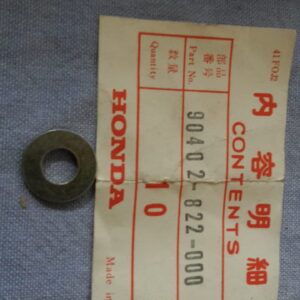 41FOJ2
内容明細
CONTENTS
部品番号
Part No.
90402-822-000
数量
Quantity
10
HONDA
Made in